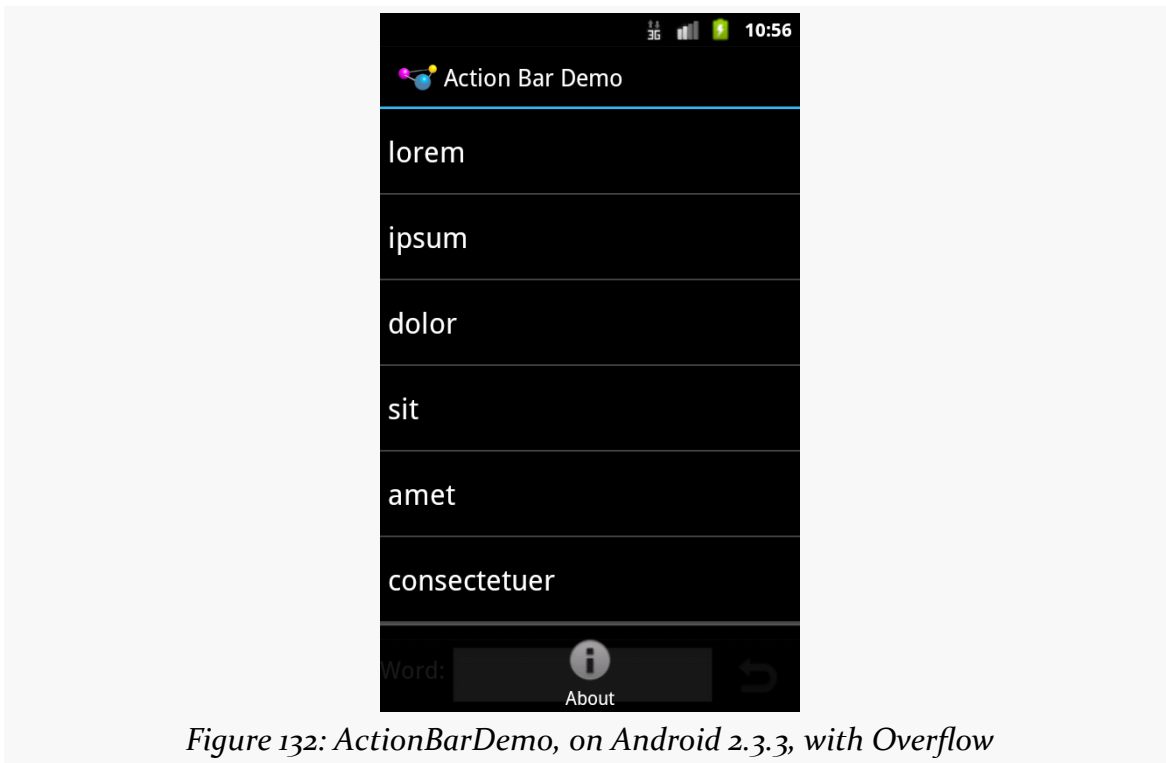 3G 10:56
Action Bar Demo
lorem
ipsum
dolor
sit
amet
consectetuer
Word:
About
Figure 132: ActionBarDemo, on Android 2.3.3, with Overflow